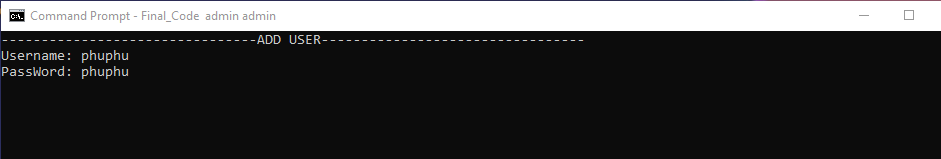 Command Prompt - Final_Code admin admin
--------------------------------ADD USER---------------------------------
Username: phuphu
PassWord: phuphu